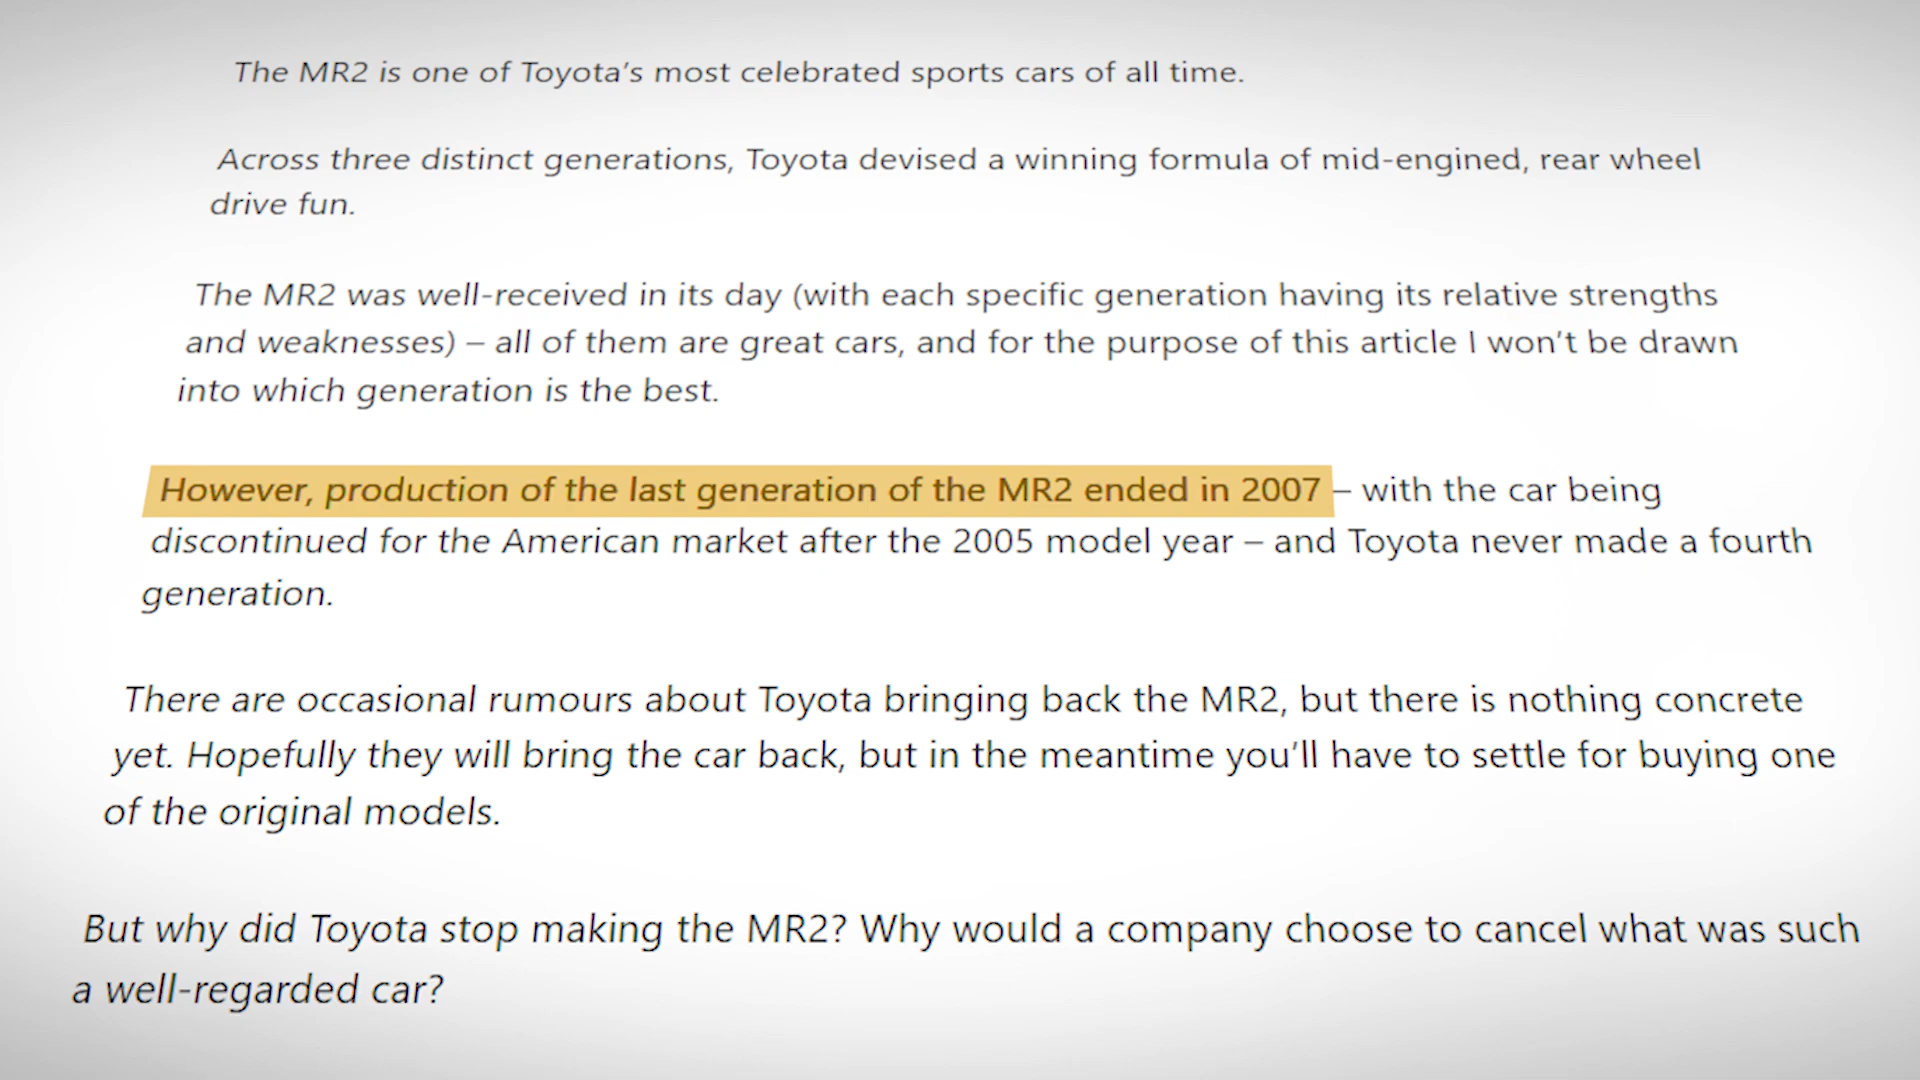 The MR2 is one of Toyota's most celebrated sports cars of all time.
Across three distinct generations, Toyota devised a winning formula of mid-engined, rear wheel
drive fun.
The MR2 was well-received in its day (with each specific generation having its relative strengths
and weaknesses) – all of them are great cars, and for the purpose of this article I won't be drawn
into which generation is the best.
However, production of the last generation of the MR2 ended in 2007 – with the car being
discontinued for the American market after the 2005 model year – and Toyota never made a fourth
generation.
There are occasional rumours about Toyota bringing back the MR2, but there is nothing concrete
yet. Hopefully they will bring the car back, but in the meantime you'll have to settle for buying one
of the original models.
But why did Toyota stop making the MR2? Why would a company choose to cancel what was such
a well-regarded car?